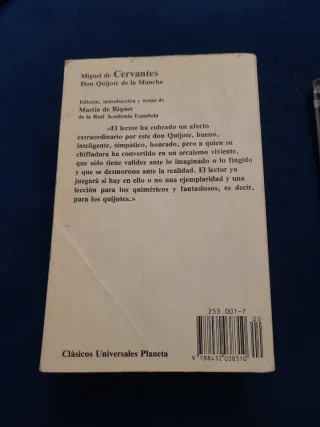 Miguel de Cervantes
Don Quijote de la Mancha
Edición, introducción y notas de
Martín de Riquer
de la Real Academia Española
«El lector ha cobrado un afecto
extraordinario por este don Quijote, bueno,
inteligente, simpático, honrado, pero a quien su
chifladura ha convertido en un arcaísmo viviente,
que sólo tiene validez ante lo imaginado o lo fingido
y que se desmorona ante la realidad. El lector ya
juzgará si hay en ello o no una ejemplaridad y una
lección para los quiméricos y fantasiosos, es decir,
para los quijotes.»
253 001-7
00
9 788432 038310
Clásicos Universales Planeta